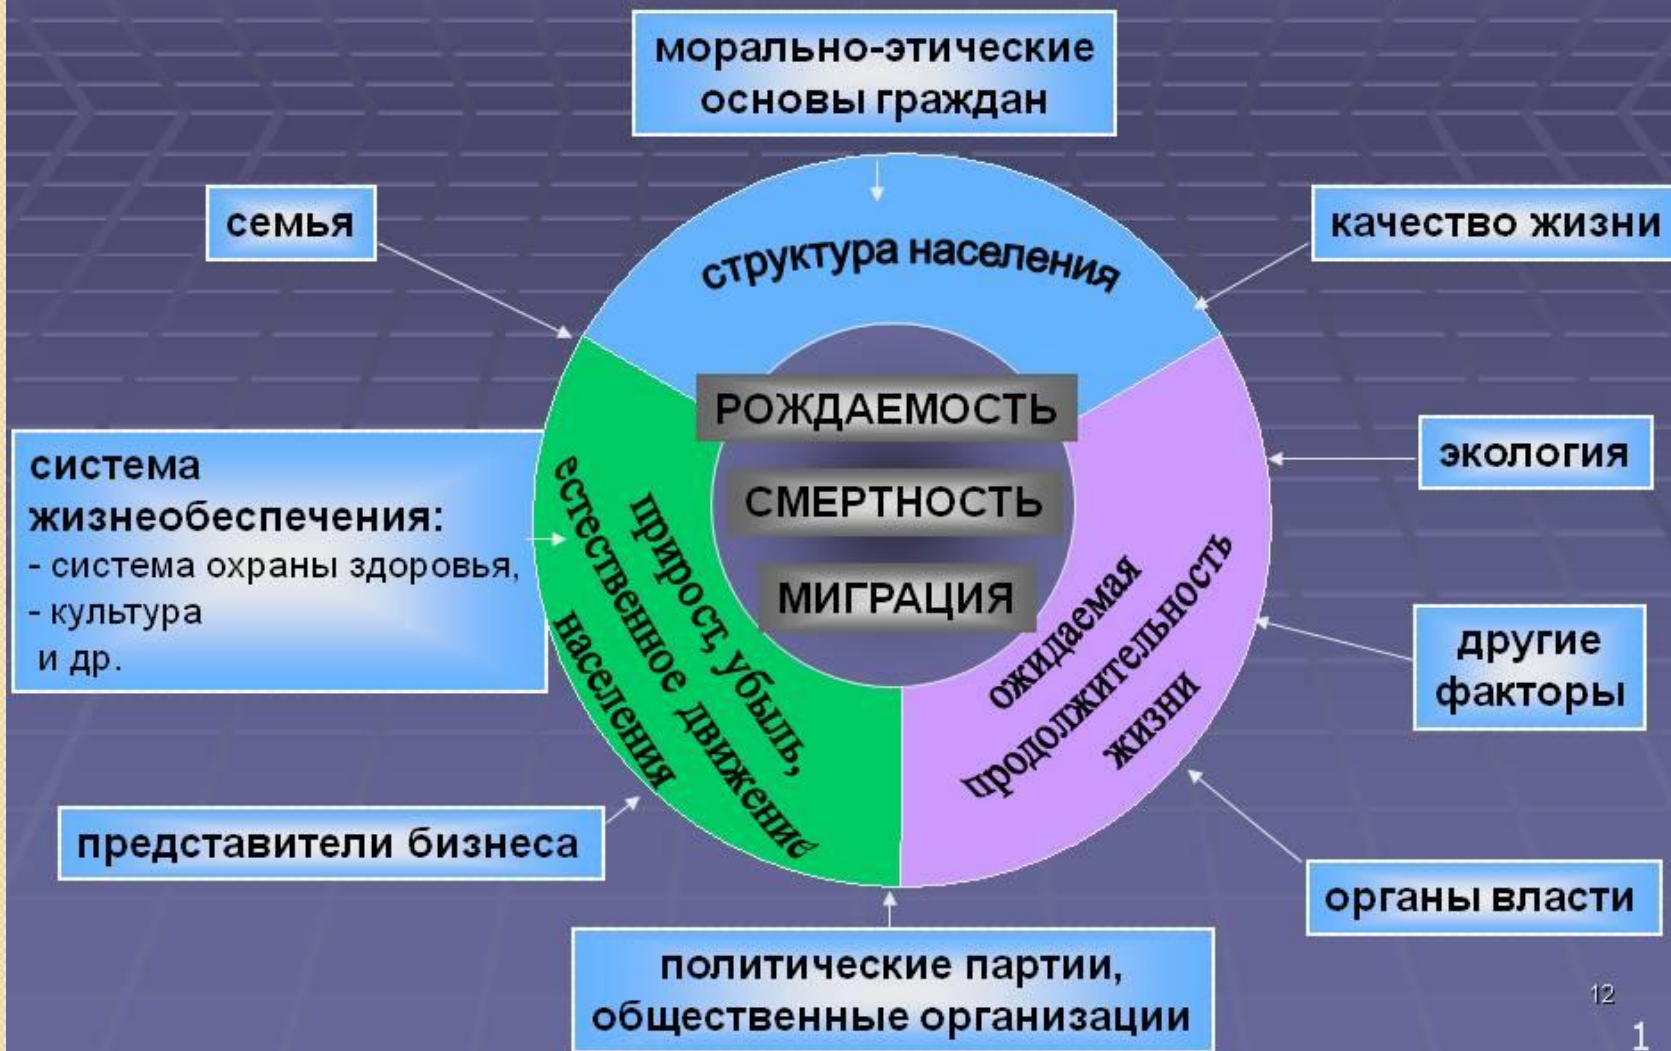 морально-этические
основы граждан
семья
качество жизни
структура населения
РОЖДАЕМОСТЬ
СМЕРТНОСТЬ
МИГРАЦИЯ
экология
система
жизнеобеспечения:
- система охраны здоровья,
- культура
и др.
прирост, убыль,
естественное движение
населения
ожидаемая
продолжительность
жизни
другие
факторы
представители бизнеса
органы власти
политические партии,
общественные организации
12
1